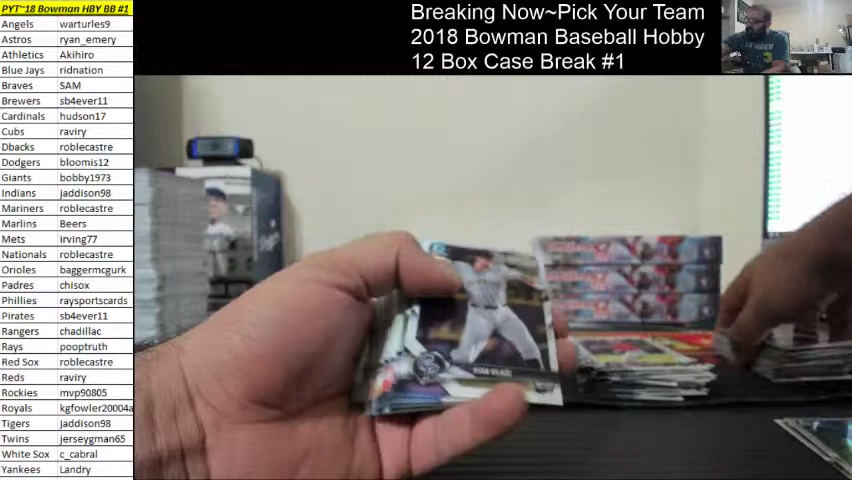 PYT~18 Bowman HBY BB #1
Angels warturles9
Astros ryan_emery
Athletics Akihiro
Blue Jays ridnation
Braves SAM
Brewers sb4ever11
Cardinals hudson17
Cubs raviry
Dbacks roblecastre
Dodgers bloomis12
Giants bobby1973
Indians jaddison98
Mariners roblecastre
Marlins Beers
Mets irving77
Nationals roblecastre
Orioles baggermcgurk
Padres chisox
Phillies raysportscards
Pirates sb4ever11
Rangers chadillac
Rays pooptruth
Red Sox roblecastre
Reds raviry
Rockies mvp90805
Royals kgfowler20004a
Tigers jaddison98
Twins jerseygman65
White Sox c_cabral
Yankees Landry
Breaking Now~Pick Your Team
2018 Bowman Baseball Hobby
12 Box Case Break #1